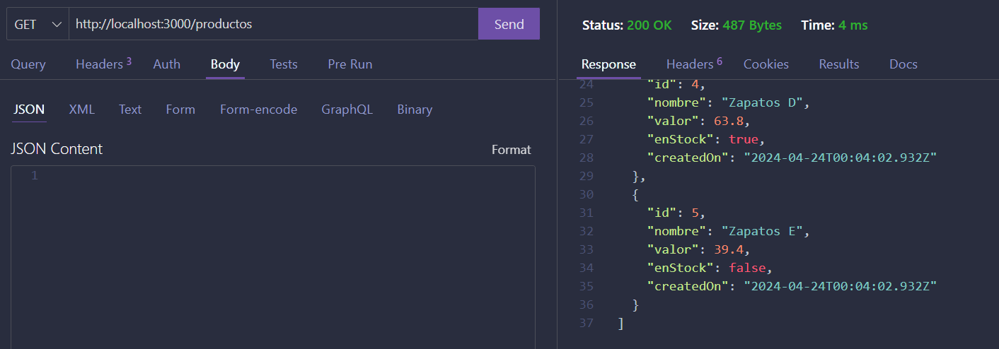 GET http://localhost:3000/productos Send
Query Headers 3 Auth Body Tests Pre Run
JSON XML Text Form Form-encode GraphQL Binary
JSON Content Format
1
Status: 200 OK Size: 487 Bytes Time: 4 ms
Response Headers 6 Cookies Results Docs
24 "id": 4,
25 "nombre": "Zapatos D",
26 "valor": 63.8,
27 "enStock": true,
28 "createdOn": "2024-04-24T00:04:02.932Z"
29 },
30 {
31 "id": 5,
32 "nombre": "Zapatos E",
33 "valor": 39.4,
34 "enStock": false,
35 "createdOn": "2024-04-24T00:04:02.932Z"
36 }
37 ]